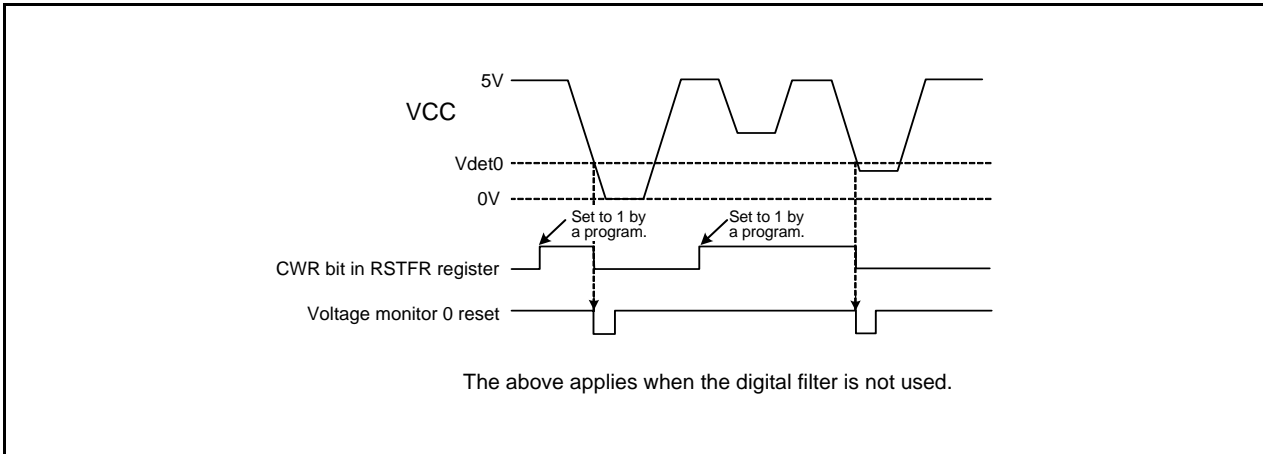 5V
VCC
Vdet0
0V
Set to 1 by
a program.
Set to 1 by
a program.
CWR bit in RSTFR register
Voltage monitor 0 reset
The above applies when the digital filter is not used.